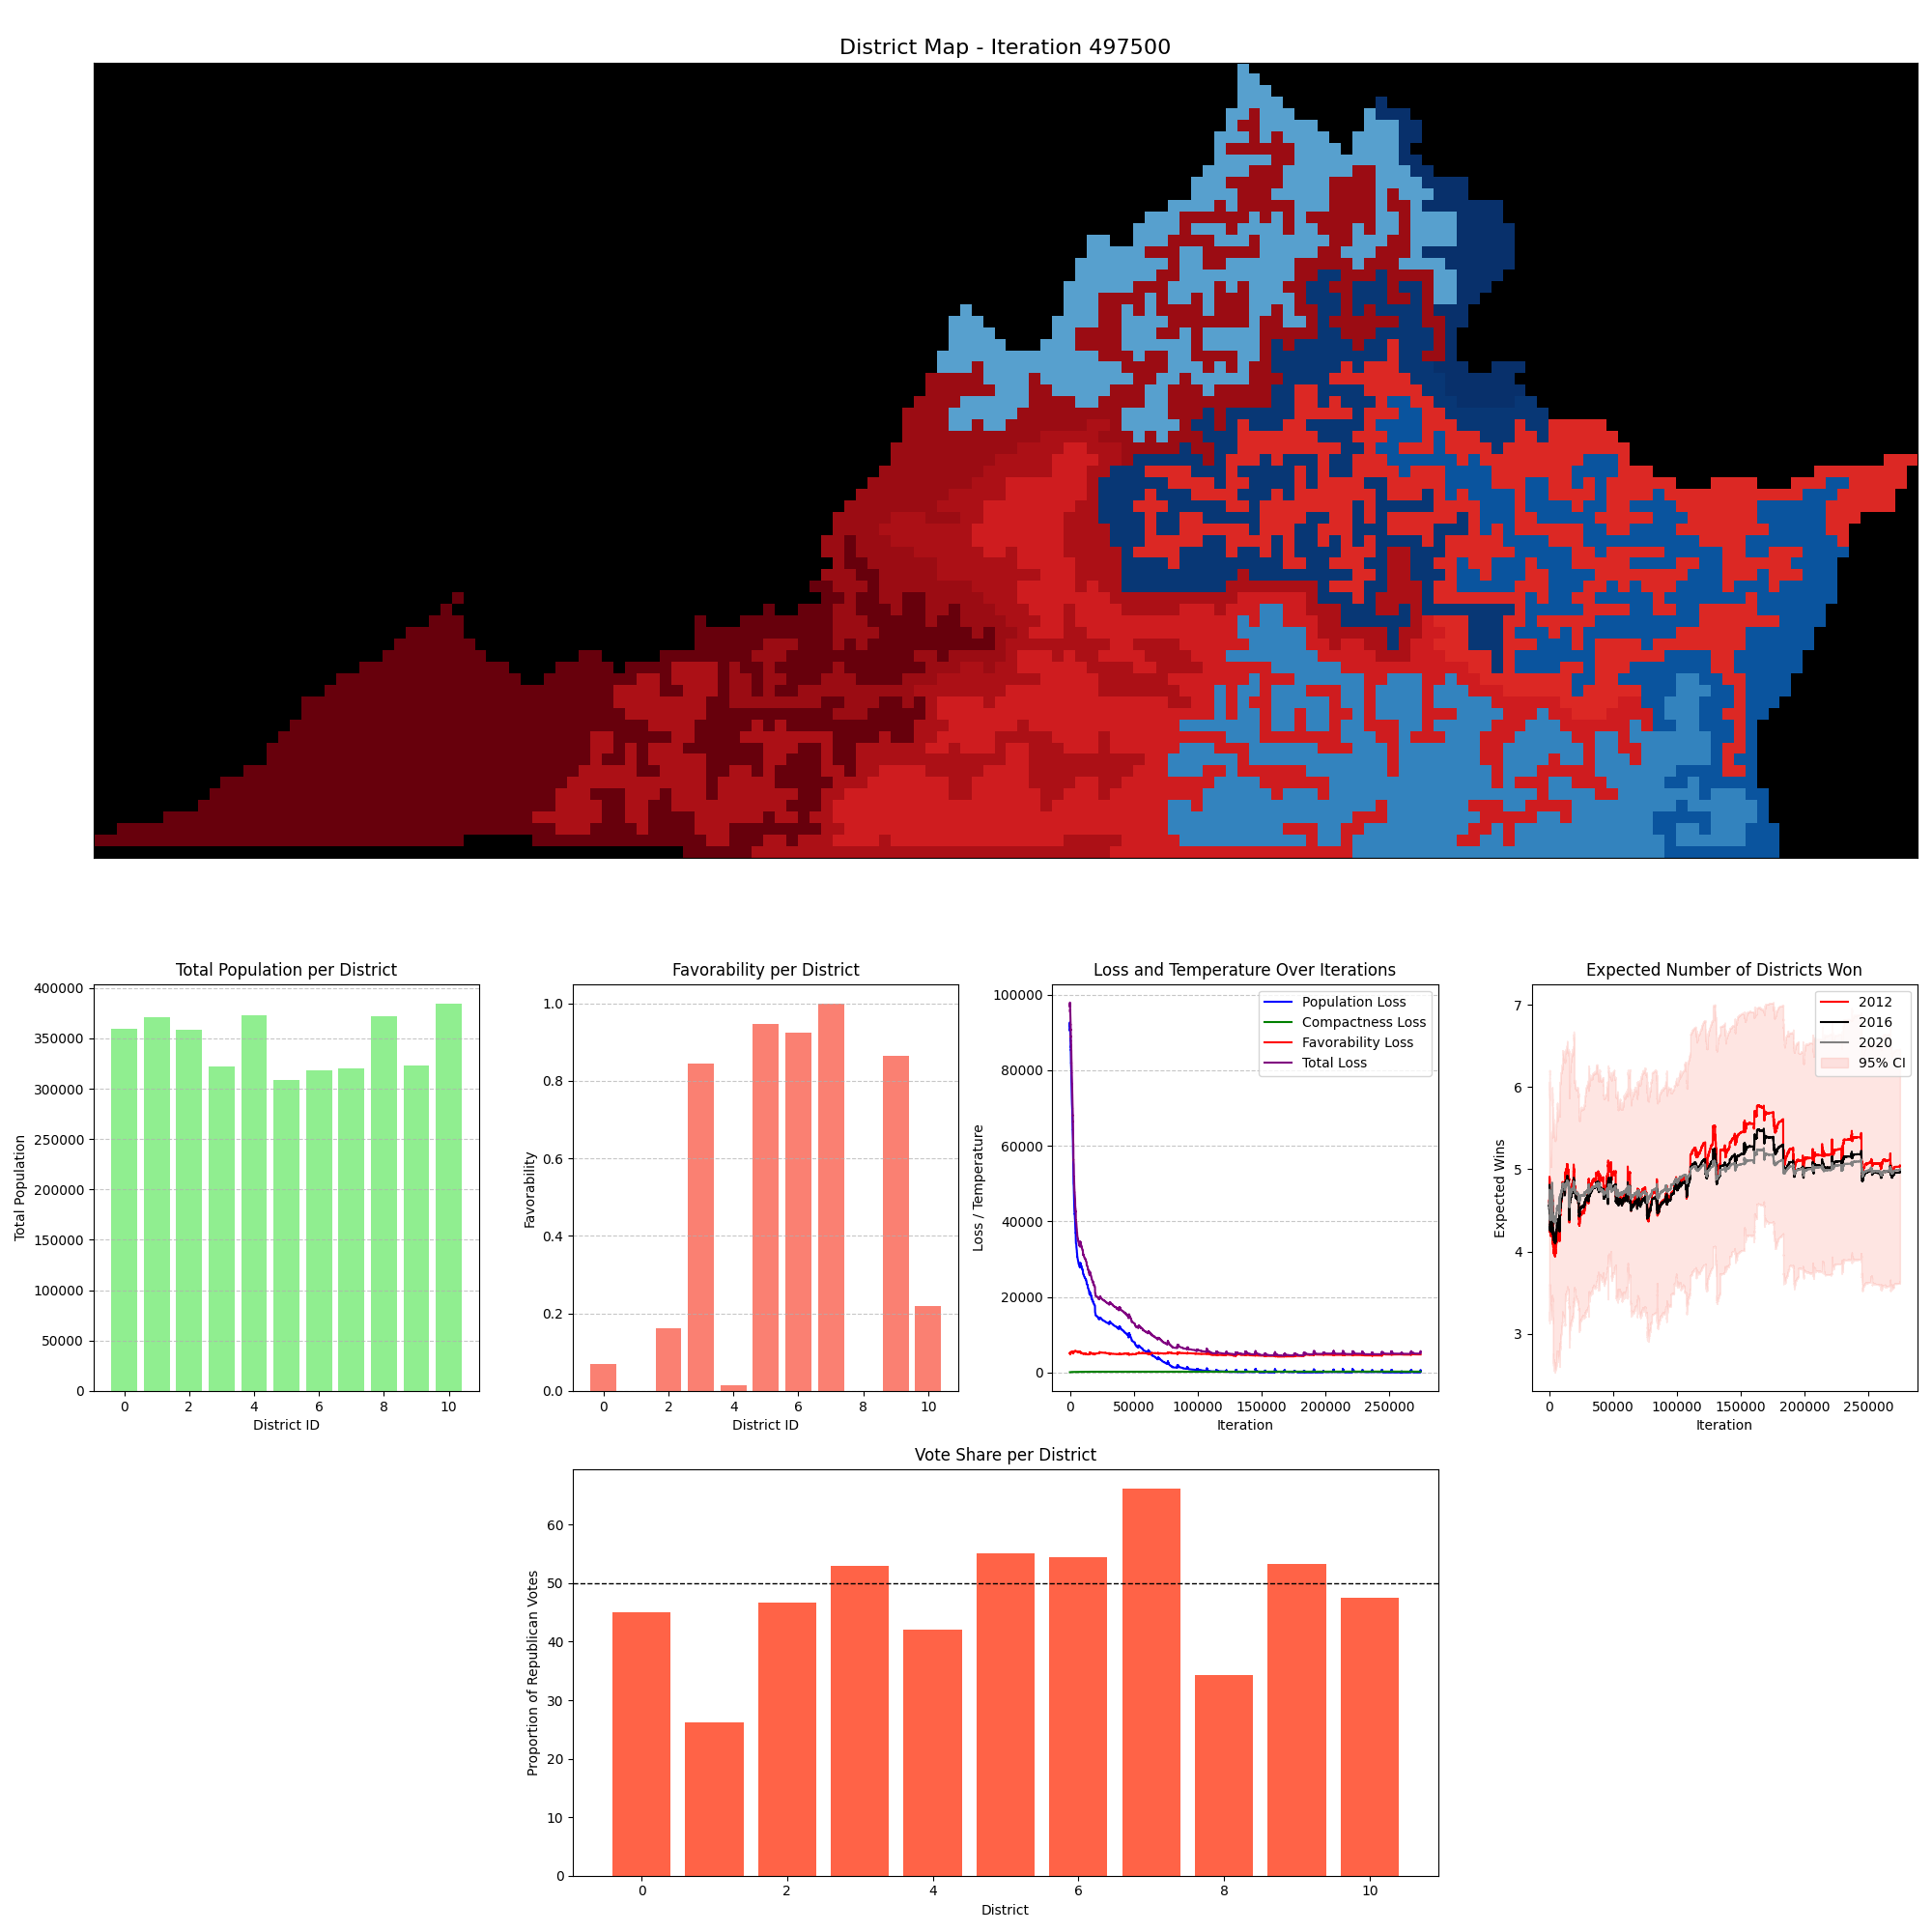 District Map - Iteration 497500
Total Population per District
Total Population
400000
350000
300000
250000
200000
150000
100000
50000
0
0 2 4 6 8 10
District ID
Favorability per District
Favorability
1.0
0.8
0.6
0.4
0.2
0.0
0 2 4 6 8 10
District ID
Loss and Temperature Over Iterations
Loss / Temperature
100000
80000
60000
40000
20000
0
Population Loss
Compactness Loss
Favorability Loss
Total Loss
0 50000 100000 150000 200000 250000
Iteration
Expected Number of Districts Won
Expected Wins
7
6
5
4
3
2012
2016
2020
95% CI
0 50000 100000 150000 200000 250000
Iteration
Vote Share per District
Proportion of Republican Votes
60
50
40
30
20
10
0
0 2 4 6 8 10
District